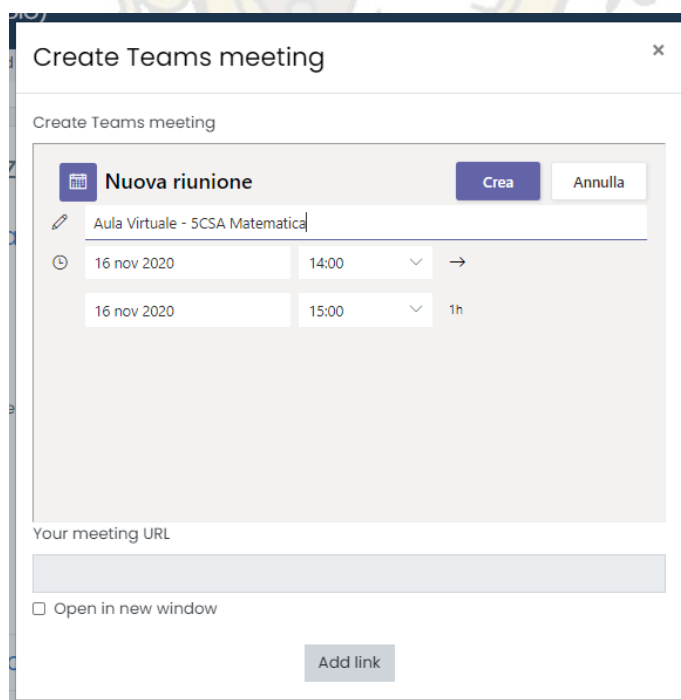 Create Teams meeting ×
Create Teams meeting
Nuova riunione Crea Annulla
Aula Virtuale - 5CSA Matematica
16 nov 2020 14:00 →
16 nov 2020 15:00 1h
Your meeting URL
Open in new window
Add link